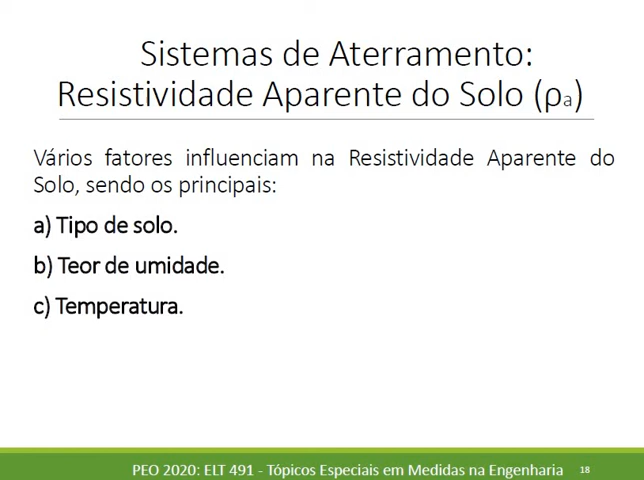 Sistemas de Aterramento:
Resistividade Aparente do Solo (ρa)
Vários fatores influenciam na Resistividade Aparente do
Solo, sendo os principais:
a) Tipo de solo.
b) Teor de umidade.
c) Temperatura.
PEO 2020: ELT 491 - Tópicos Especiais em Medidas na Engenharia 18